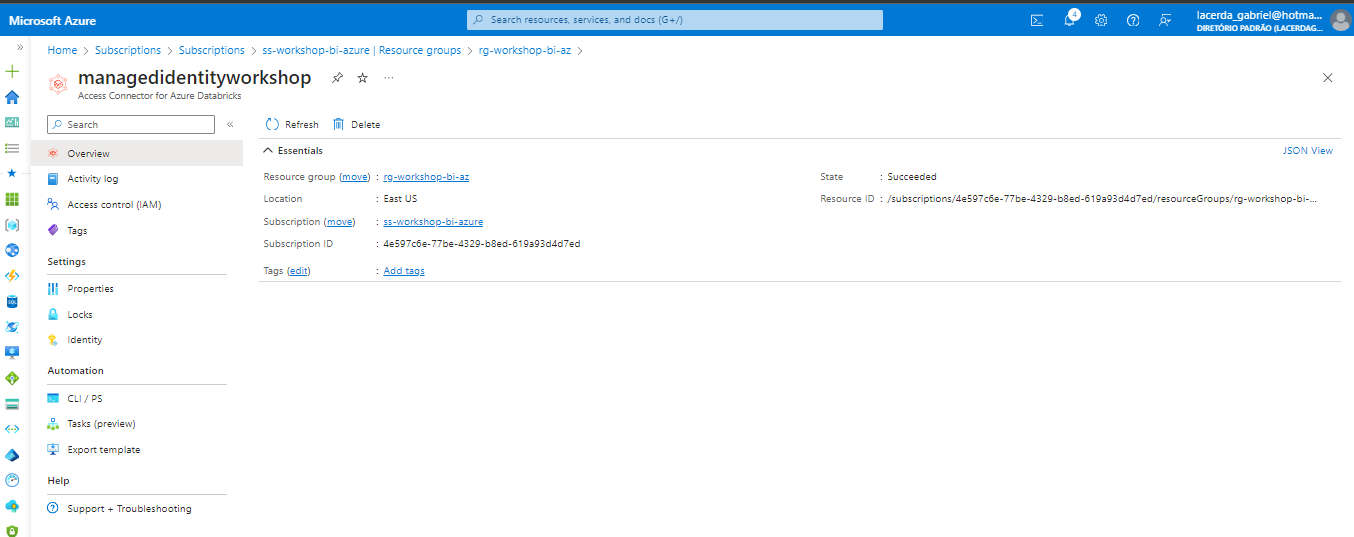 Microsoft Azure
Search resources, services, and docs (G+/)
4
lacerda_gabriel@hotma...
DIRETÓRIO PADRÃO (LACERDAG...
Home > Subscriptions > Subscriptions > ss-workshop-bi-azure | Resource groups > rg-workshop-bi-az >
managedidentityworkshop
Access Connector for Azure Databricks
Search
Overview
Activity log
Access control (IAM)
Tags
Settings
Properties
Locks
Identity
Automation
CLI / PS
Tasks (preview)
Export template
Help
Support + Troubleshooting
Refresh Delete
Essentials
JSON View
Resource group (move) : rg-workshop-bi-az
Location : East US
Subscription (move) : ss-workshop-bi-azure
Subscription ID : 4e597c6e-77be-4329-b8ed-619a93d4d7ed
Tags (edit) : Add tags
State : Succeeded
Resource ID : /subscriptions/4e597c6e-77be-4329-b8ed-619a93d4d7ed/resourceGroups/rg-workshop-bi-...